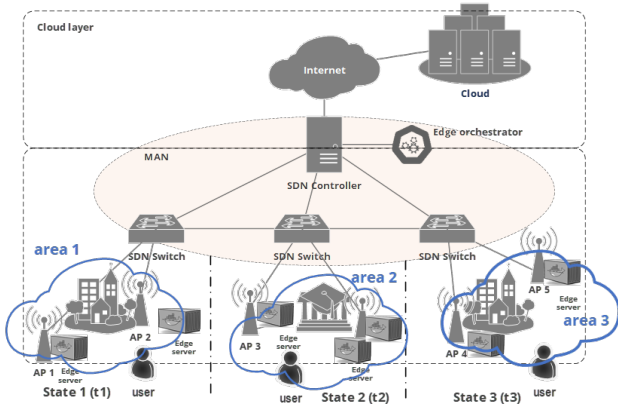 Cloud layer
Internet
Cloud
Edge orchestrator
MAN
SDN Controller
SDN Switch
SDN Switch
SDN Switch
area 1
area 2
area 3
AP 1
Edge
server
AP 2
Edge
server
AP 3
Edge
server
Edge
server
AP 4
AP 5
Edge
server
user
user
user
State 1 (t1)
State 2 (t2)
State 3 (t3)